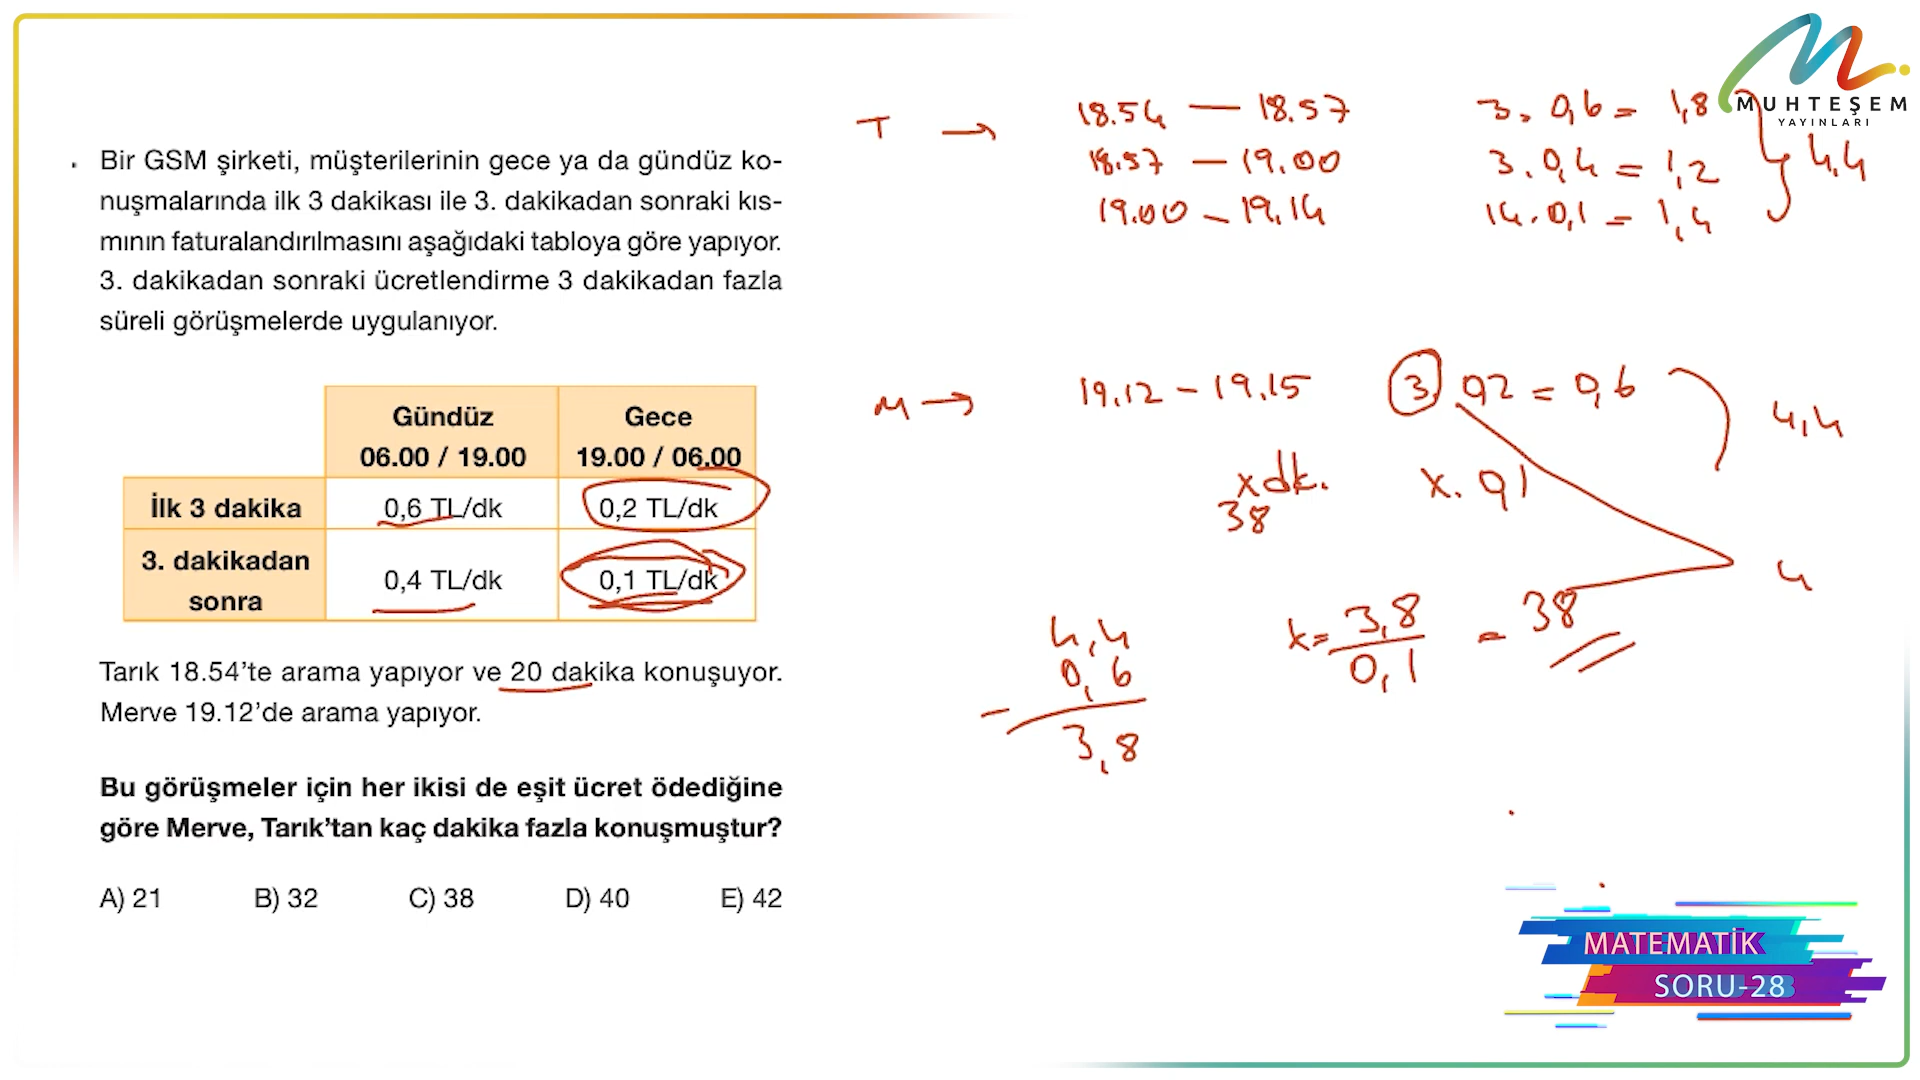 MUHTEŞEM
YAYINLARI
. Bir GSM şirketi, müşterilerinin gece ya da gündüz ko-
nuşmalarında ilk 3 dakikası ile 3. dakikadan sonraki kıs-
mının faturalandırılmasını aşağıdaki tabloya göre yapıyor.
3. dakikadan sonraki ücretlendirme 3 dakikadan fazla
süreli görüşmelerde uygulanıyor.
Gündüz
06.00 / 19.00
Gece
19.00 / 06.00
İlk 3 dakika 0,6 TL/dk 0,2 TL/dk
3. dakikadan
sonra
0,4 TL/dk 0,1 TL/dk
Tarık 18.54'te arama yapıyor ve 20 dakika konuşuyor.
Merve 19.12'de arama yapıyor.
Bu görüşmeler için her ikisi de eşit ücret ödediğine
göre Merve, Tarık'tan kaç dakika fazla konuşmuştur?
A) 21 B) 32 C) 38 D) 40 E) 42
T → 18.54 — 18.57 3. 0,6 = 1,8
18.57 — 19.00 3. 0,4 = 1,2 4,4
19.00 - 19.14 14. 0,1 = 1,4
M → 19.12 - 19.15 3. 0,2 = 0,6
4,4
x dk. x. 0,1
38
4
4,4
0,6
- 3,8
x = 3,8 / 0,1 = 38
MATEMATİK
SORU-28